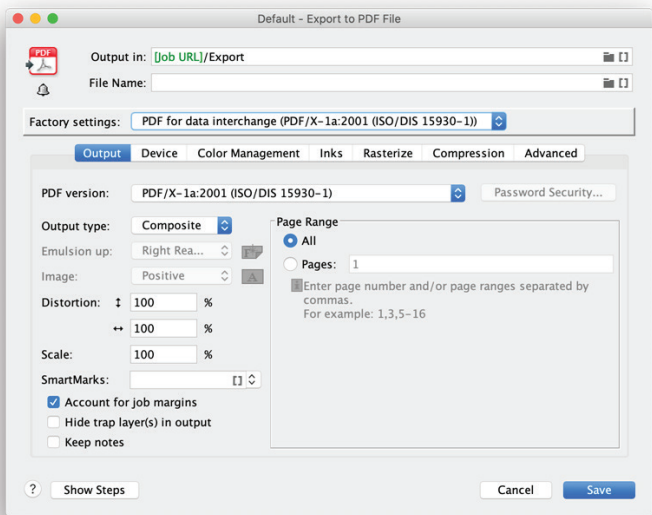 Default - Export to PDF File
PDF
Output in: [Job URL]/Export
File Name:
Factory settings: PDF for data interchange (PDF/X-1a:2001 (ISO/DIS 15930-1))
Output Device Color Management Inks Rasterize Compression Advanced
PDF version: PDF/X-1a:2001 (ISO/DIS 15930-1) Password Security...
Output type: Composite
Emulsion up: Right Rea...
Image: Positive A
Distortion: 100 %
100 %
Scale: 100 %
SmartMarks:
Account for job margins
Hide trap layer(s) in output
Keep notes
Page Range
All
Pages: 1
Enter page number and/or page ranges separated by
commas.
For example: 1,3,5-16
? Show Steps Cancel Save